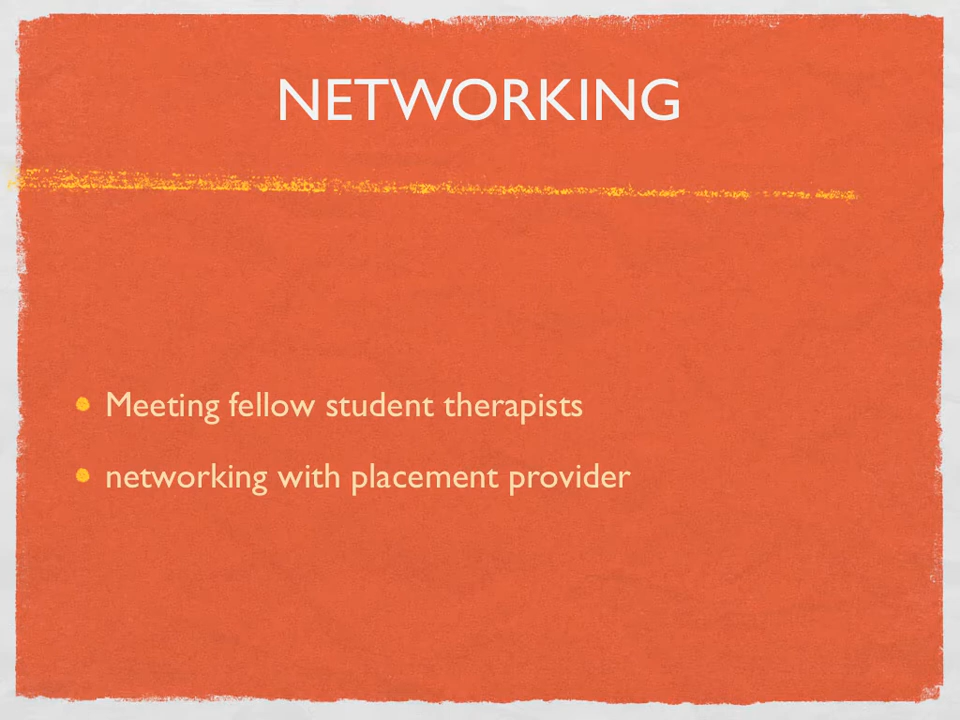 NETWORKING
Meeting fellow student therapists
networking with placement provider